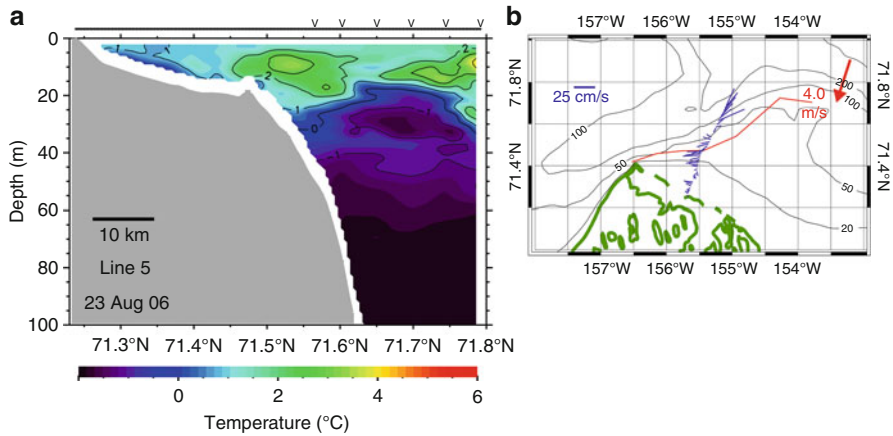 a
v v v v v v
0
20
40
60
80
100
Depth (m)
1
1
2
2
2
1
0
-1
-1
10 km
Line 5
23 Aug 06
71.3°N 71.4°N 71.5°N 71.6°N 71.7°N 71.8°N
0 2 4 6
Temperature (°C)
b
157°W 156°W 155°W 154°W
71.8°N
71.4°N
71.8°N
71.4°N
25 cm/s
4.0
m/s
200
100
100
50
50
20
157°W 156°W 155°W 154°W